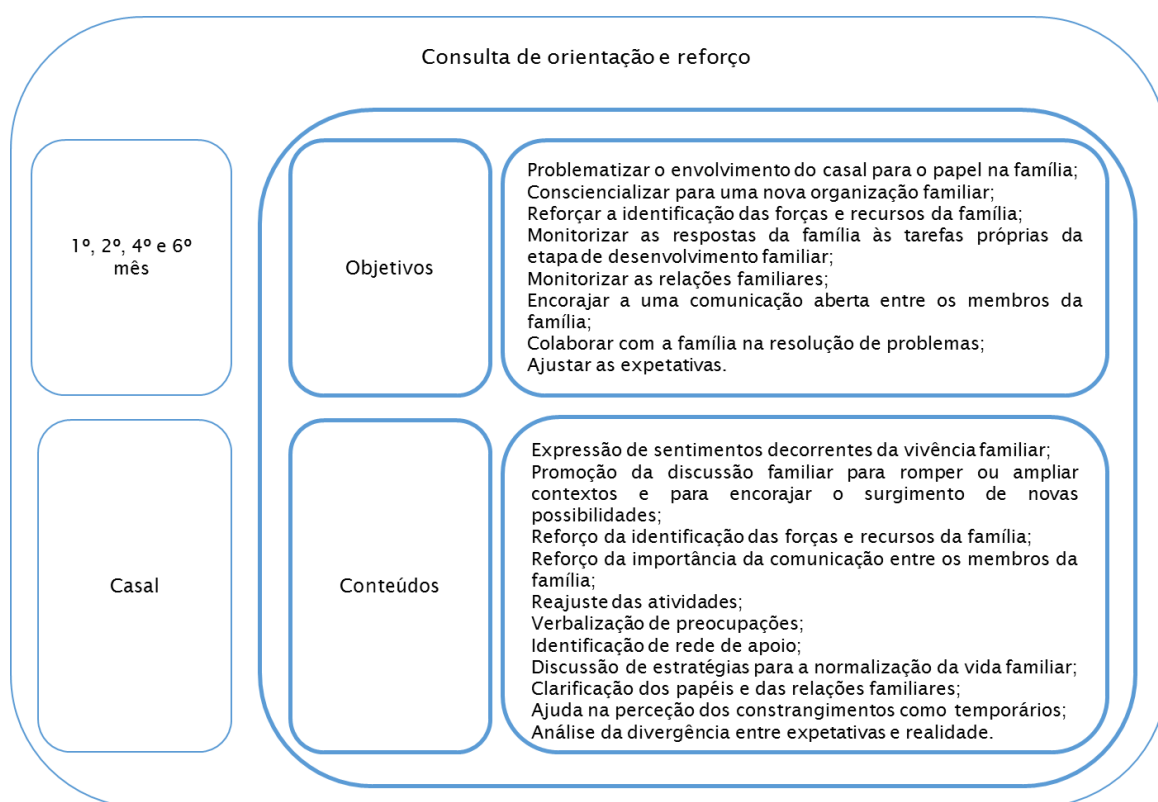 Consulta de orientação e reforço
1º, 2º, 4º e 6º
mês
Objetivos
Problematizar o envolvimento do casal para o papel na família;
Consciencializar para uma nova organização familiar;
Reforçar a identificação das forças e recursos da família;
Monitorizar as respostas da família às tarefas próprias da
etapa de desenvolvimento familiar;
Monitorizar as relações familiares;
Encorajar a uma comunicação aberta entre os membros da
família;
Colaborar com a família na resolução de problemas;
Ajustar as expetativas.
Casal
Conteúdos
Expressão de sentimentos decorrentes da vivência familiar;
Promoção da discussão familiar para romper ou ampliar
contextos e para encorajar o surgimento de novas
possibilidades;
Reforço da identificação das forças e recursos da família;
Reforço da importância da comunicação entre os membros da
família;
Reajuste das atividades;
Verbalização de preocupações;
Identificação de rede de apoio;
Discussão de estratégias para a normalização da vida familiar;
Clarificação dos papéis e das relações familiares;
Ajuda na perceção dos constrangimentos como temporários;
Análise da divergência entre expetativas e realidade.